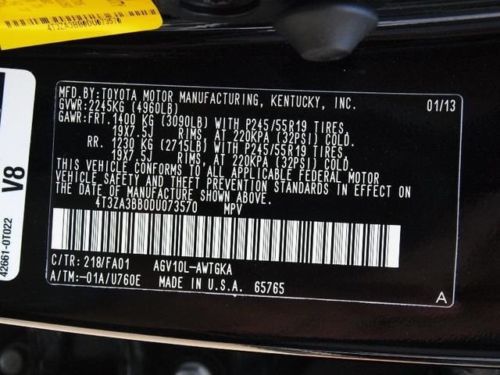 4T3ZA3BB0DU073570
MFD.BY:TOYOTA MOTOR MANUFACTURING, KENTUCKY, INC. 01/13
GVWR: 2245KG (4960LB)
GAWR:FRT. 1400 KG (3090LB) WITH P245/55R19 TIRES
19X7.5J RIMS, AT 220KPA (32PSI) COLD.
RR. 1230 KG (2715LB) WITH P245/55R19 TIRES
19X7.5J RIMS, AT 220KPA (32PSI) COLD.
THIS VEHICLE CONFORMS TO ALL APPLICABLE FEDERAL MOTOR
VEHICLE SAFETY AND THEFT PREVENTION STANDARDS IN EFFECT
ON THE DATE OF MANUFACTURE SHOWN ABOVE.
4T3ZA3BB0DU073570 MPV
C/TR: 218/FA01 AGV10L-AWTGKA
A/TM:-01A/U760E MADE IN U.S.A. 65765 A
V8
42661-0T022